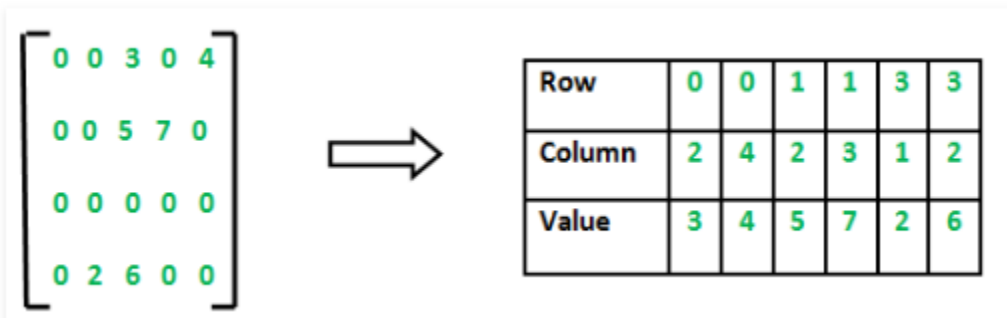 0 0 3 0 4
0 0 5 7 0
0 0 0 0 0
0 2 6 0 0
Row 0 0 1 1 3 3
Column 2 4 2 3 1 2
Value 3 4 5 7 2 6